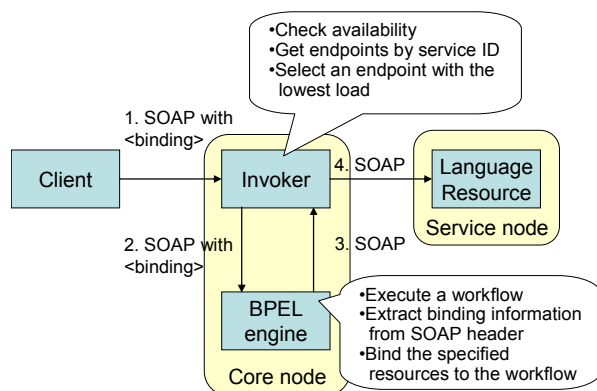 •Check availability
•Get endpoints by service ID
•Select an endpoint with the
lowest load
1. SOAP with
<binding>
Client
Invoker
4. SOAP
Language
Resource
Service node
2. SOAP with
<binding>
3. SOAP
BPEL
engine
Core node
•Execute a workflow
•Extract binding information
from SOAP header
•Bind the specified
resources to the workflow